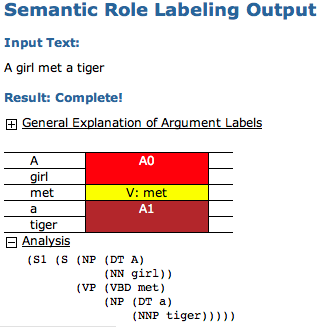 Semantic Role Labeling Output
Input Text:
A girl met a tiger
Result: Complete!
General Explanation of Argument Labels
A A0
girl
met V: met
a A1
tiger
Analysis
(S1 (S (NP (DT A)
(NN girl))
(VP (VBD met)
(NP (DT a)
(NNP tiger)))))